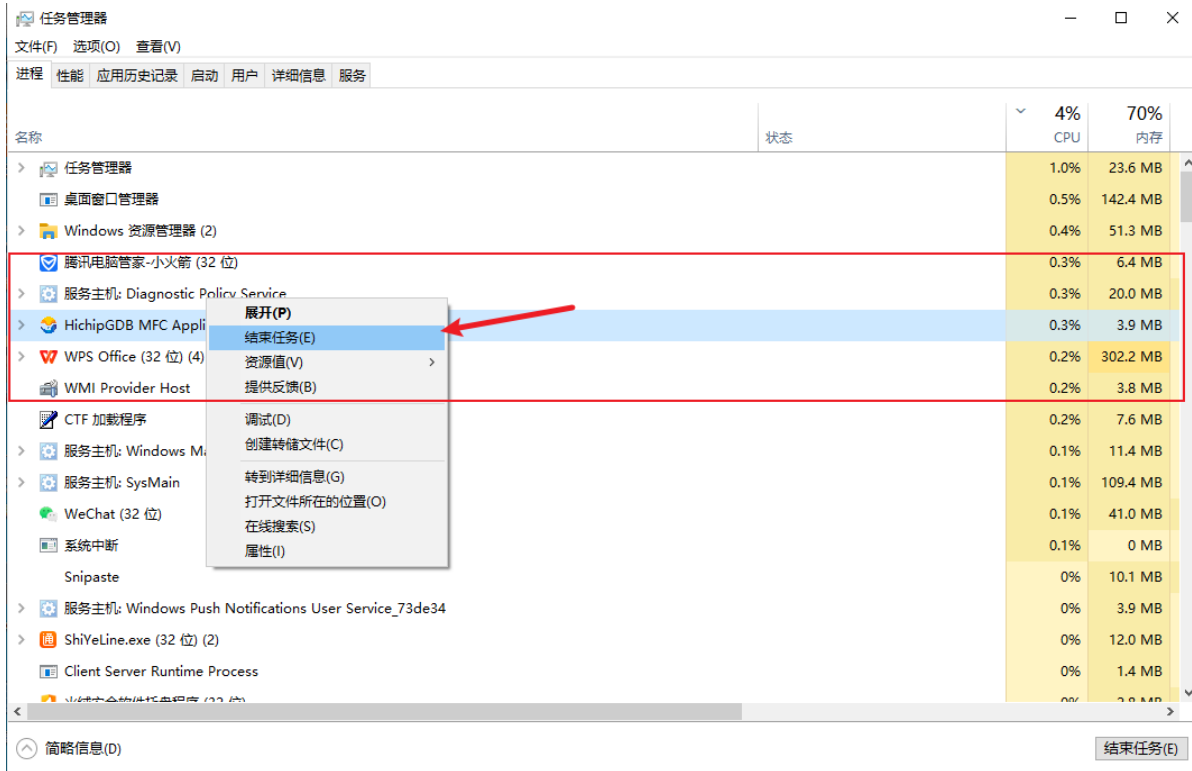 任务管理器
文件(F) 选项(O) 查看(V)
进程 性能 应用历史记录 启动 用户 详细信息 服务
4% 70%
名称 状态 CPU 内存
任务管理器 1.0% 23.6 MB
桌面窗口管理器 0.5% 142.4 MB
Windows 资源管理器 (2) 0.4% 51.3 MB
腾讯电脑管家-小火箭 (32 位) 0.3% 6.4 MB
服务主机: Diagnostic Policy Service 0.3% 20.0 MB
HichipGDB MFC Appli 0.3% 3.9 MB
WPS Office (32 位) (4) 0.2% 302.2 MB
WMI Provider Host 0.2% 3.8 MB
CTF 加载程序 0.2% 7.6 MB
服务主机: Windows Ma 0.1% 11.4 MB
服务主机: SysMain 0.1% 109.4 MB
WeChat (32 位) 0.1% 41.0 MB
系统中断 0.1% 0 MB
Snipaste 0% 10.1 MB
服务主机: Windows Push Notifications User Service_73de34 0% 3.9 MB
ShiYeLine.exe (32 位) (2) 0% 12.0 MB
Client Server Runtime Process 0% 1.4 MB
展开(P)
结束任务(E)
资源值(V)
提供反馈(B)
调试(D)
创建转储文件(C)
转到详细信息(G)
打开文件所在的位置(O)
在线搜索(S)
属性(I)
简略信息(D) 结束任务(E)